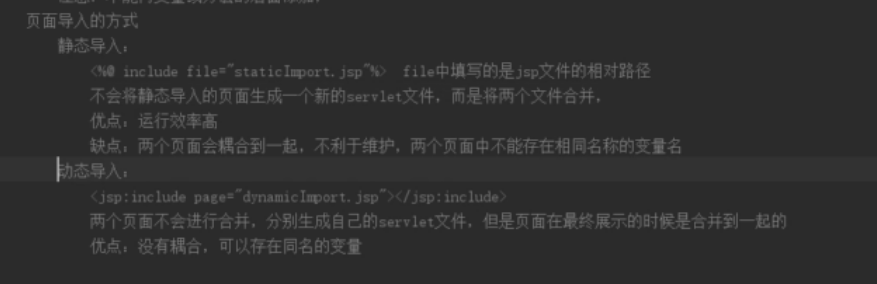 页面导入的方式
静态导入：
<%@ include file="staticImport.jsp"%> file中填写的是jsp文件的相对路径
不会将静态导入的页面生成一个新的servlet文件，而是将两个文件合并，
优点：运行效率高
缺点：两个页面会耦合到一起，不利于维护，两个页面中不能存在相同名称的变量名
动态导入：
<jsp:include page="dynamicImport.jsp"></jsp:include>
两个页面不会进行合并，分别生成自己的servlet文件，但是页面在最终展示的时候是合并到一起的
优点：没有耦合，可以存在同名的变量